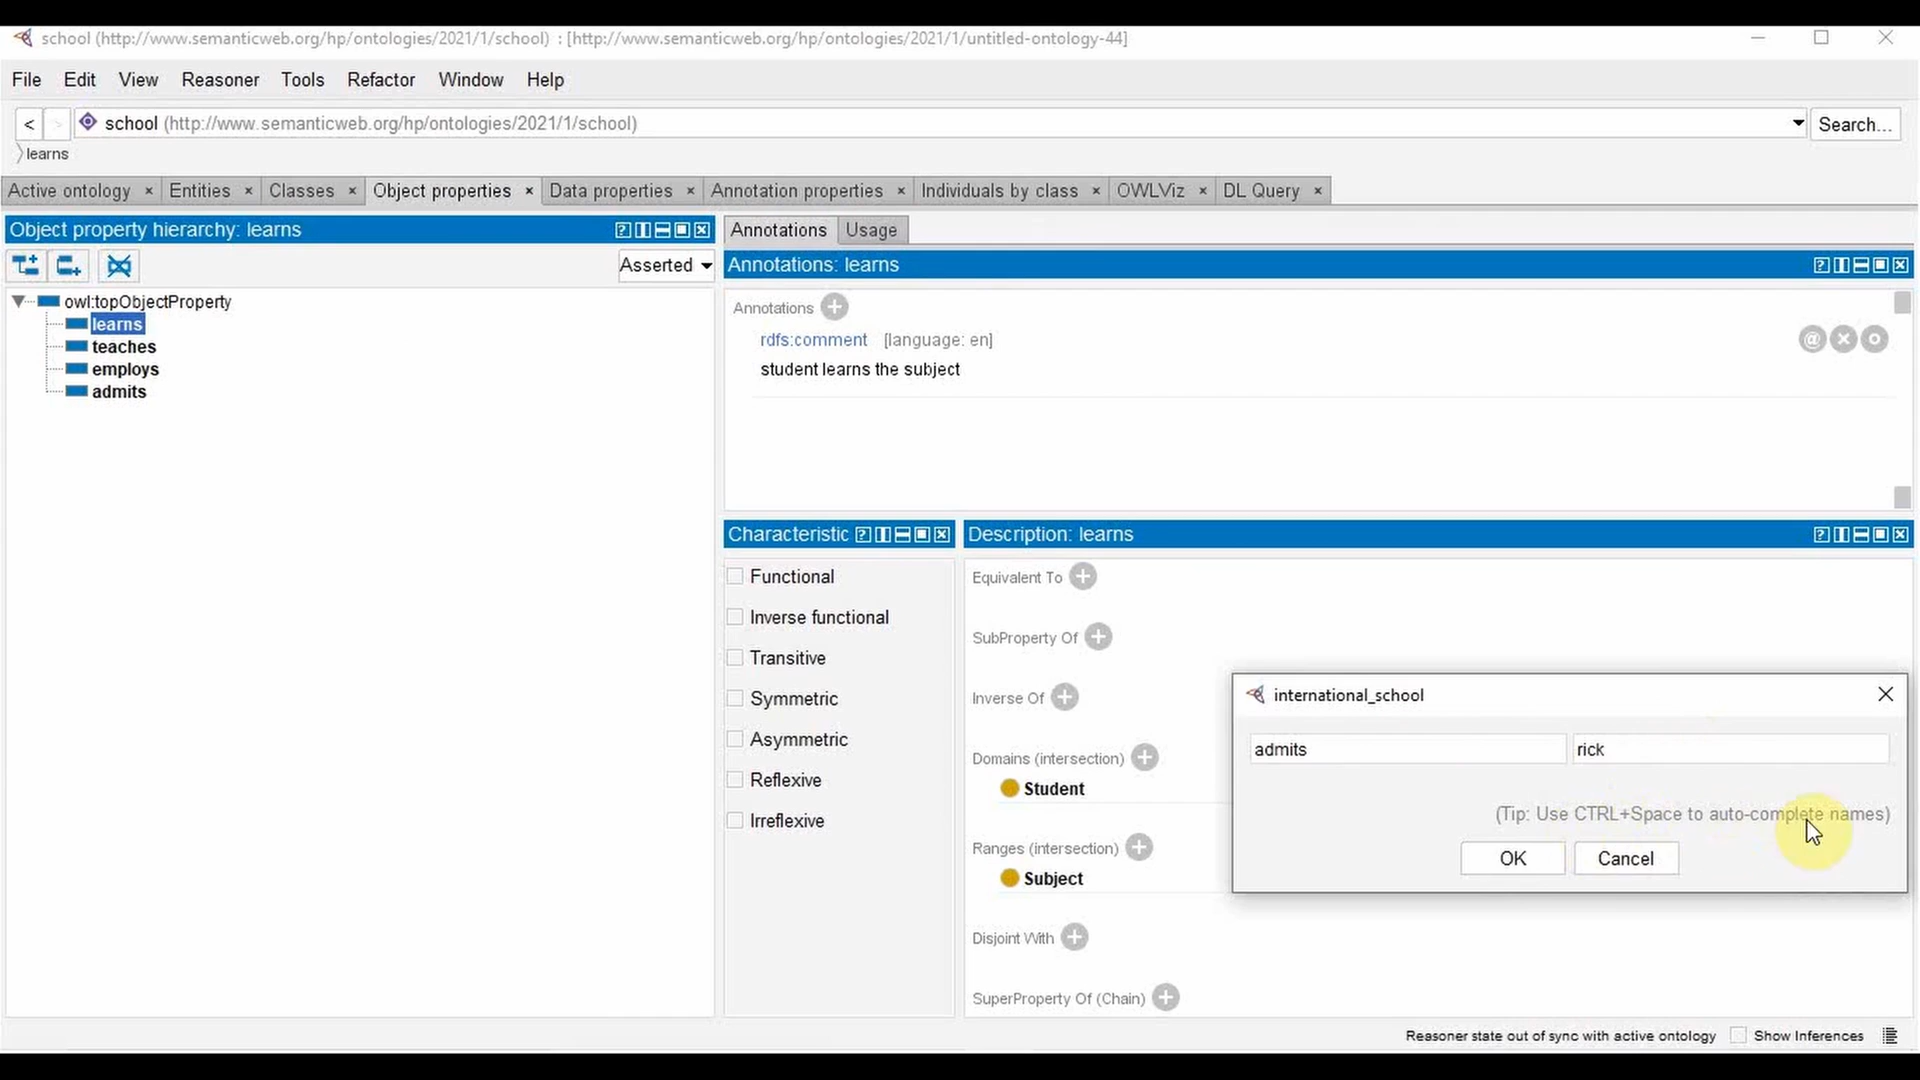 school (http://www.semanticweb.org/hp/ontologies/2021/1/school) : [http://www.semanticweb.org/hp/ontologies/2021/1/untitled-ontology-44]
File Edit View Reasoner Tools Refactor Window Help
< > school (http://www.semanticweb.org/hp/ontologies/2021/1/school) Search...
learns
Active ontology × Entities × Classes × Object properties × Data properties × Annotation properties × Individuals by class × OWLViz × DL Query ×
Object property hierarchy: learns
Asserted
owl:topObjectProperty
learns
teaches
employs
admits
Annotations Usage
Annotations: learns
Annotations
rdfs:comment [language: en]
student learns the subject
Characteristic
Functional
Inverse functional
Transitive
Symmetric
Asymmetric
Reflexive
Irreflexive
Description: learns
Equivalent To
SubProperty Of
Inverse Of
Domains (intersection)
Student
Ranges (intersection)
Subject
Disjoint With
SuperProperty Of (Chain)
international_school
admits rick
(Tip: Use CTRL+Space to auto-complete names)
OK Cancel
Reasoner state out of sync with active ontology Show Inferences